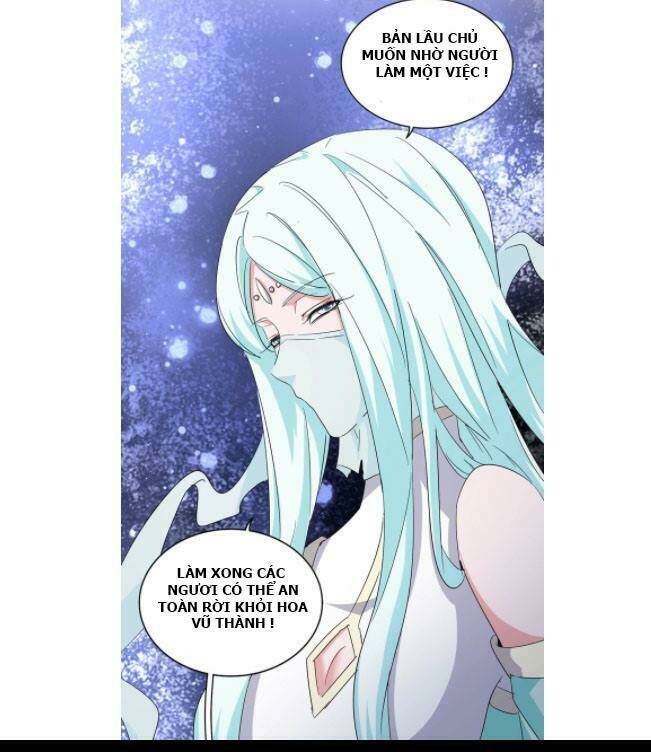 BẢN LÂU CHỦ
MUỐN NHỜ NGƯỜI
LÀM MỘT VIỆC !
LÀM XONG CÁC
NGƯƠI CÓ THỂ AN
TOÀN RỜI KHỎI HOA
VŨ THÀNH !